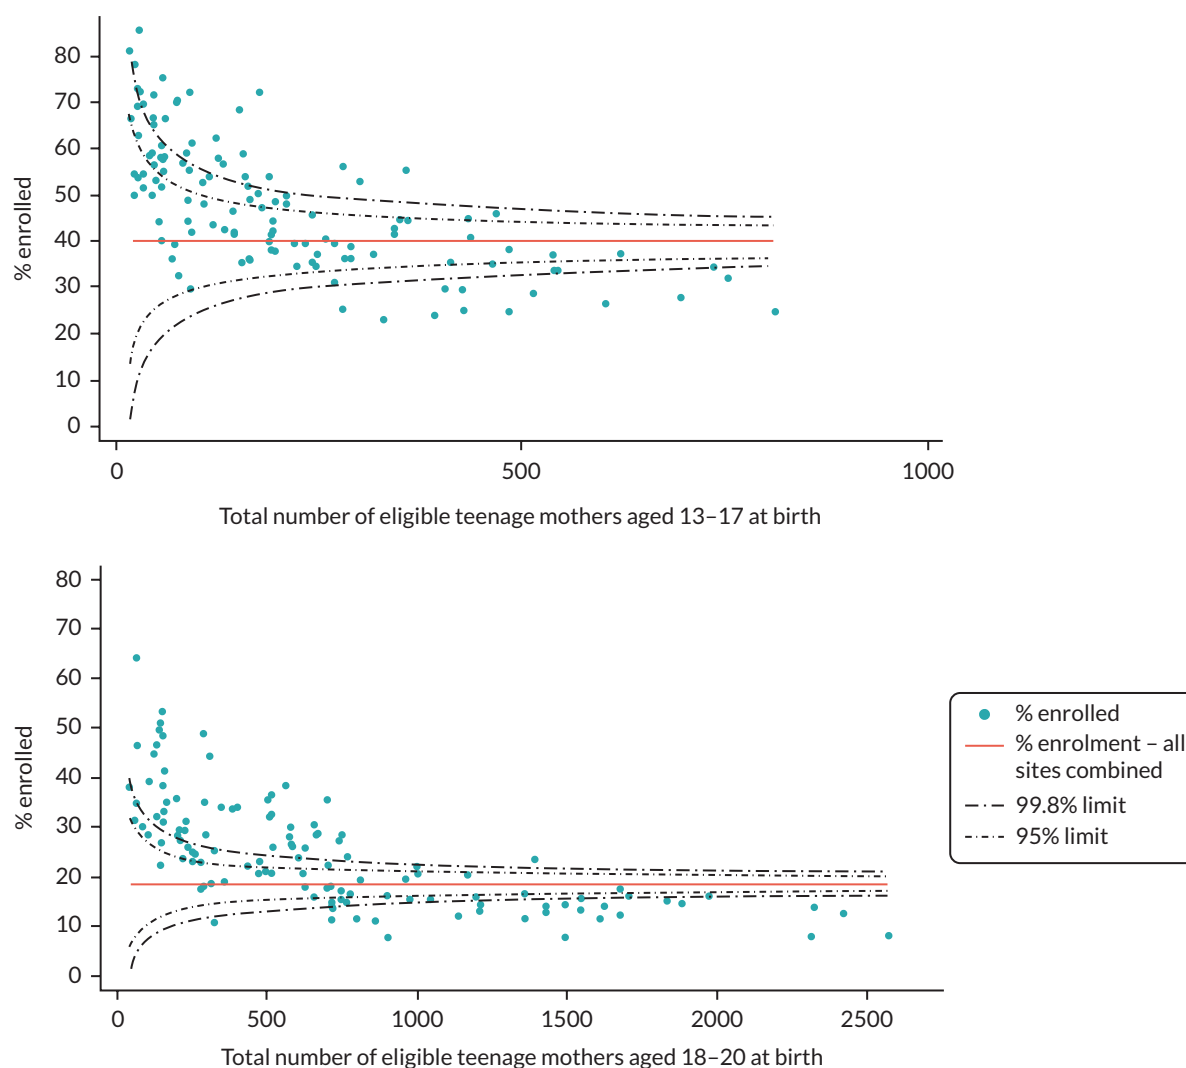 80
70
60
50
40
30
20
10
0
% enrolled
0 500 1000
Total number of eligible teenage mothers aged 13–17 at birth
80
70
60
50
40
30
20
10
0
% enrolled
0 500 1000 1500 2000 2500
Total number of eligible teenage mothers aged 18–20 at birth
% enrolled
% enrolment – all
sites combined
99.8% limit
95% limit